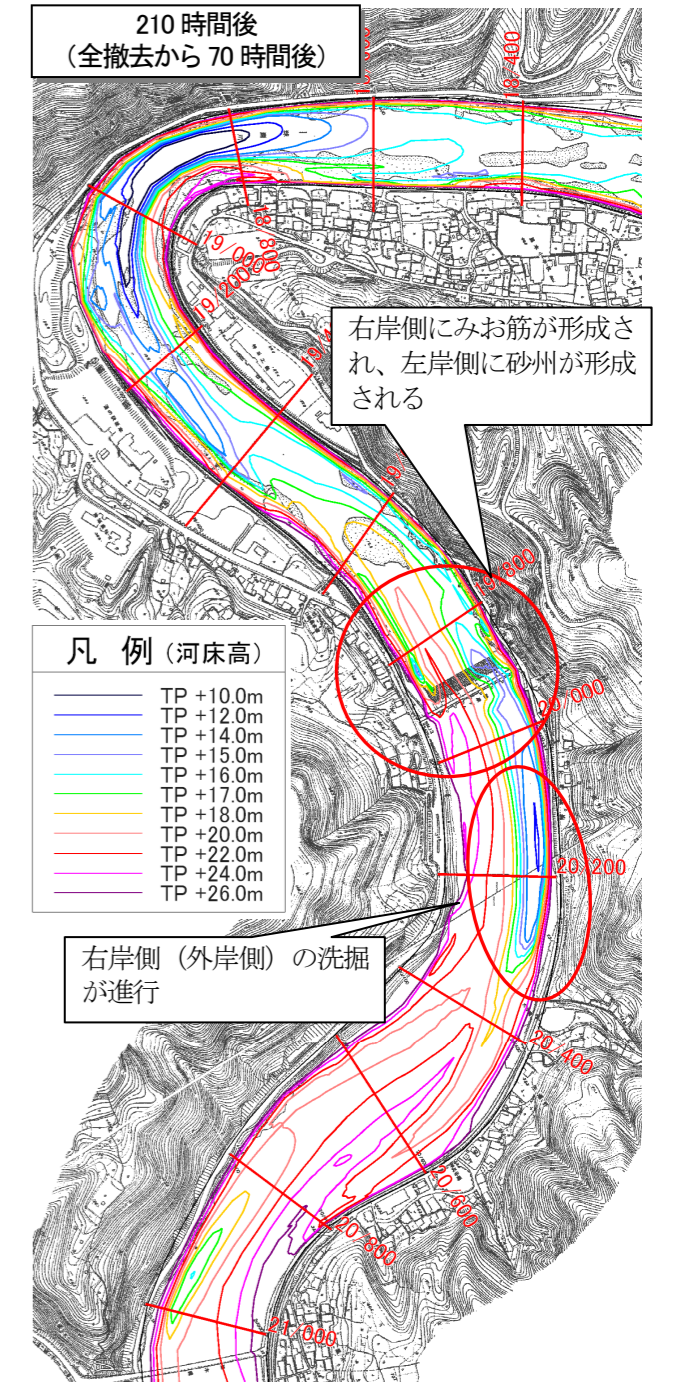 210 時間後
（全撤去から 70 時間後）
18/400
18/800
19/000
19/200
右岸側にみお筋が形成さ
れ、左岸側に砂州が形成
される
19/800
凡 例（河床高）
TP +10.0m
TP +12.0m
TP +14.0m
TP +15.0m
TP +16.0m
TP +17.0m
TP +18.0m
TP +20.0m
TP +22.0m
TP +24.0m
TP +26.0m
20/000
20/200
右岸側（外岸側）の洗掘
が進行
20/400
20/600
20/800
21/000